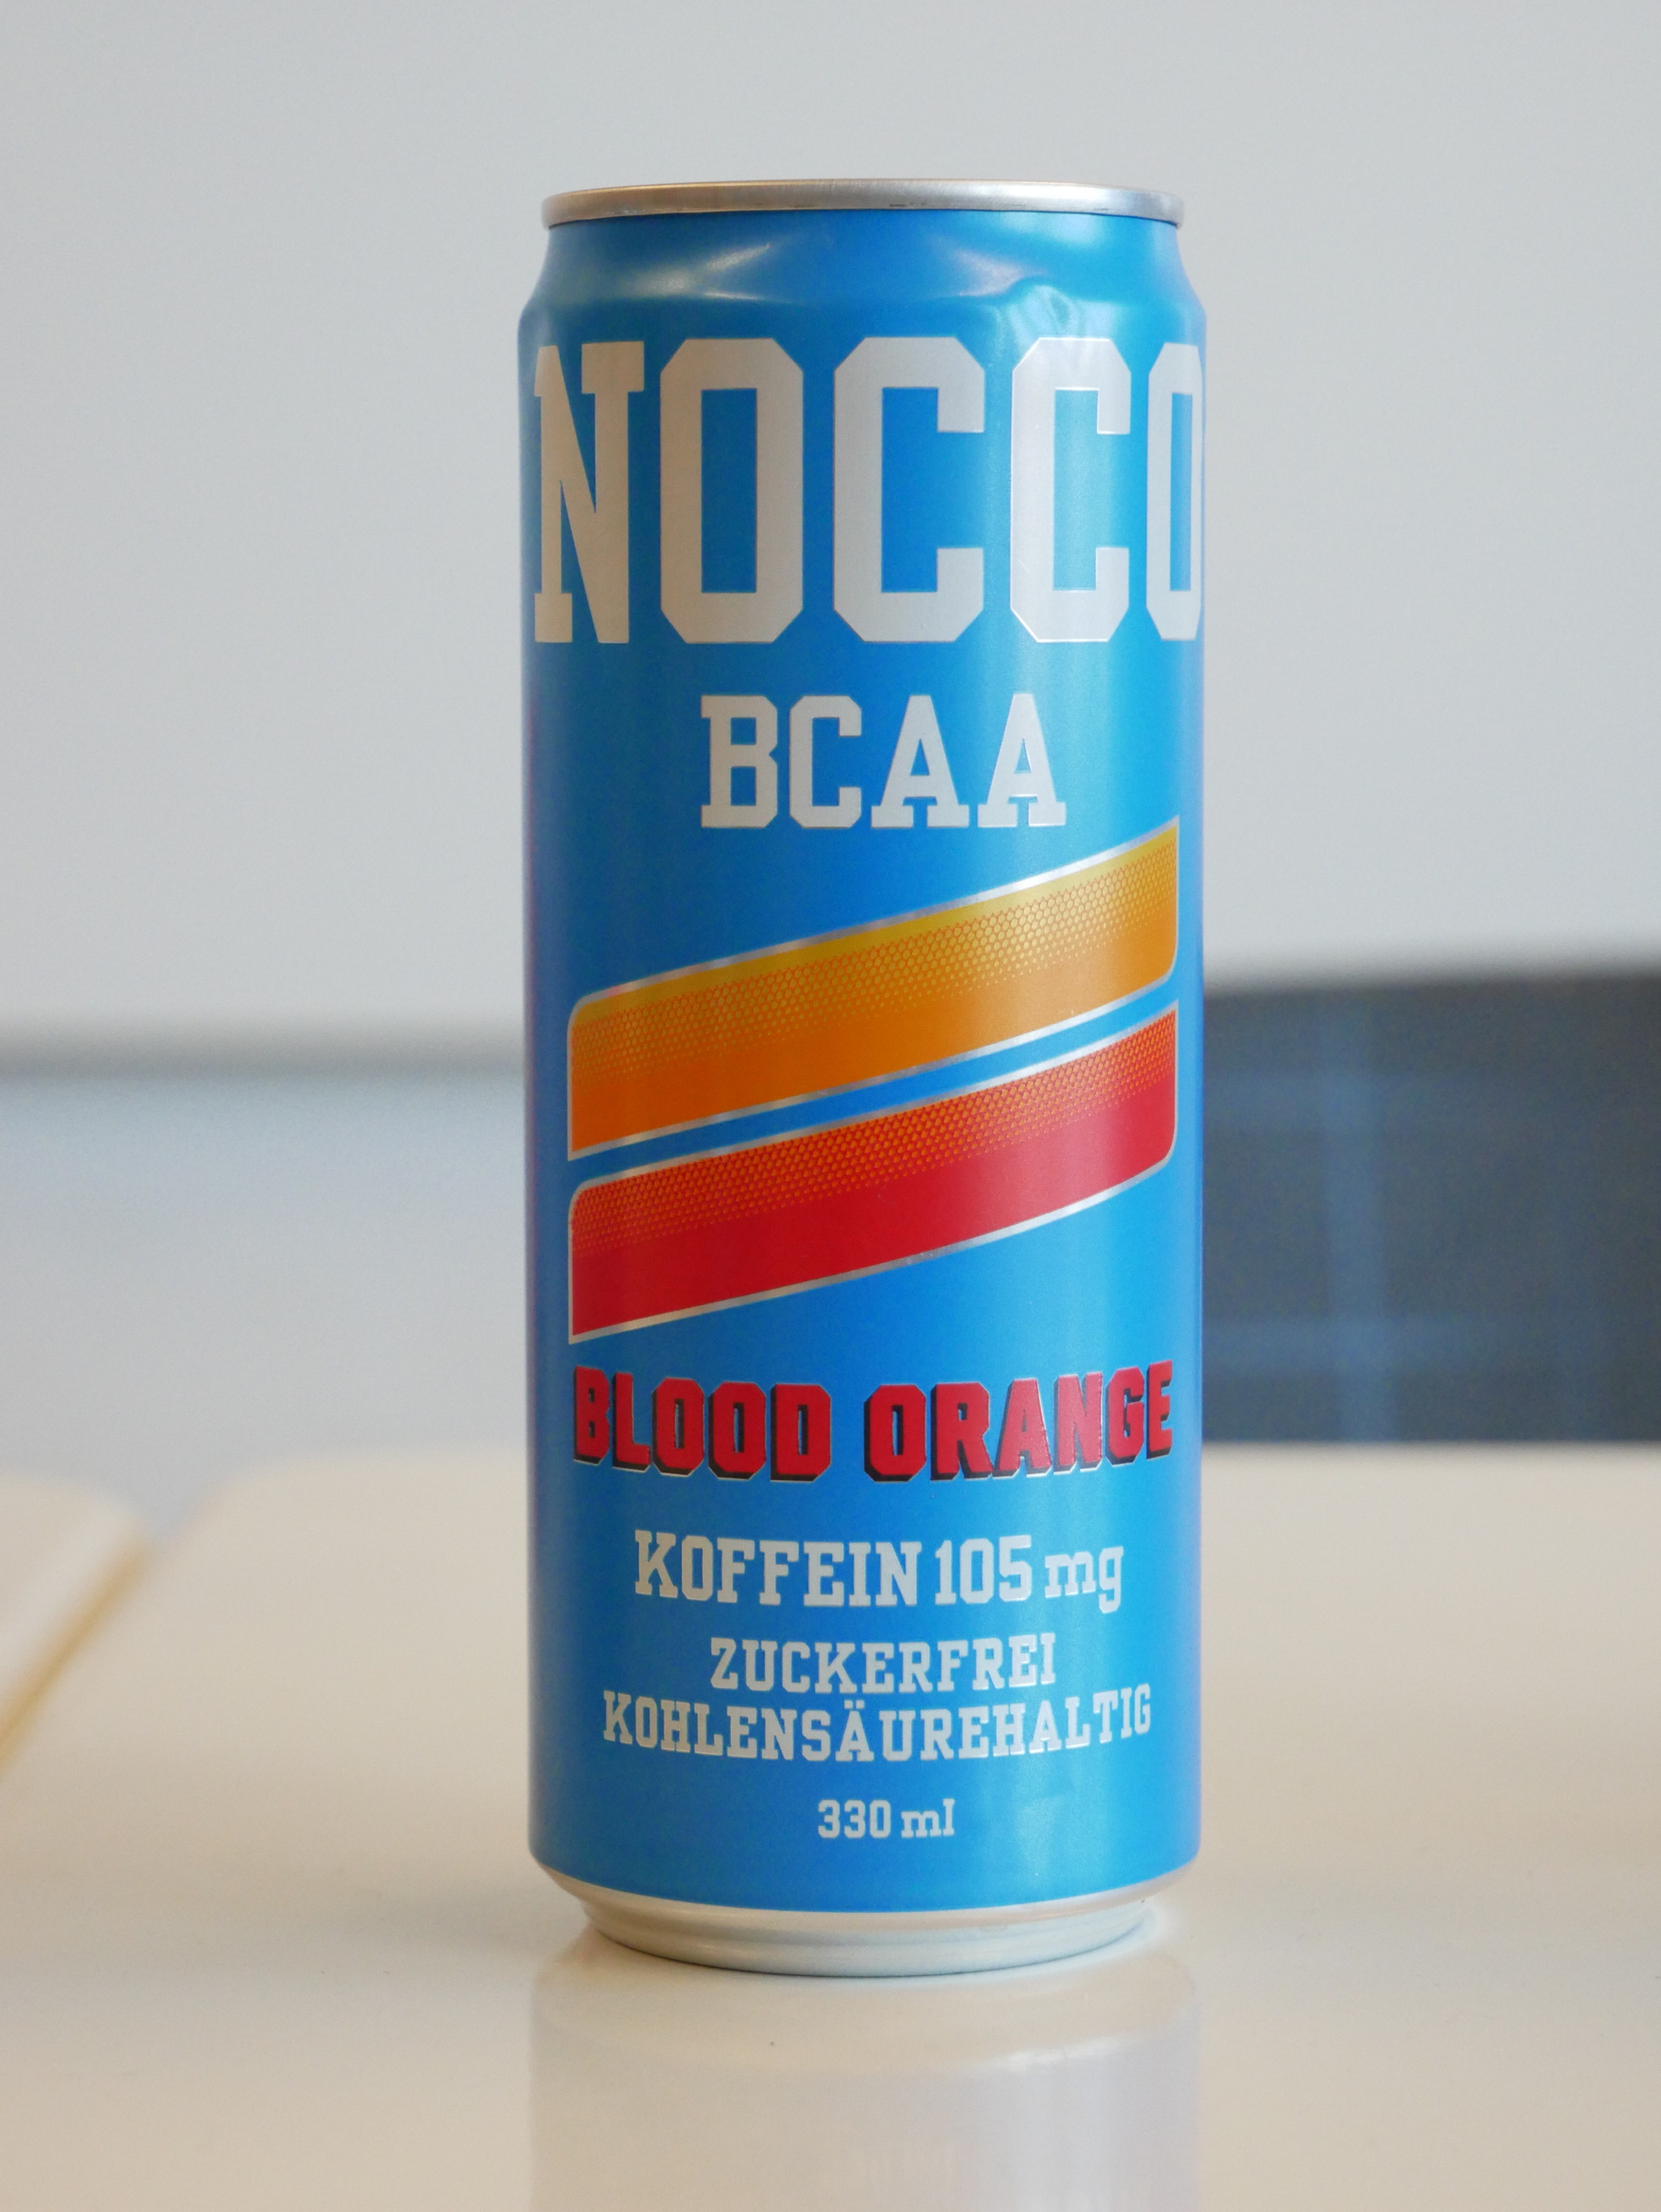 NOCCO
BCAA
BLOOD ORANGE
KOFFEIN 105 mg
ZUCKERFREI
KOHLENSÄUREHALTIG
330 ml